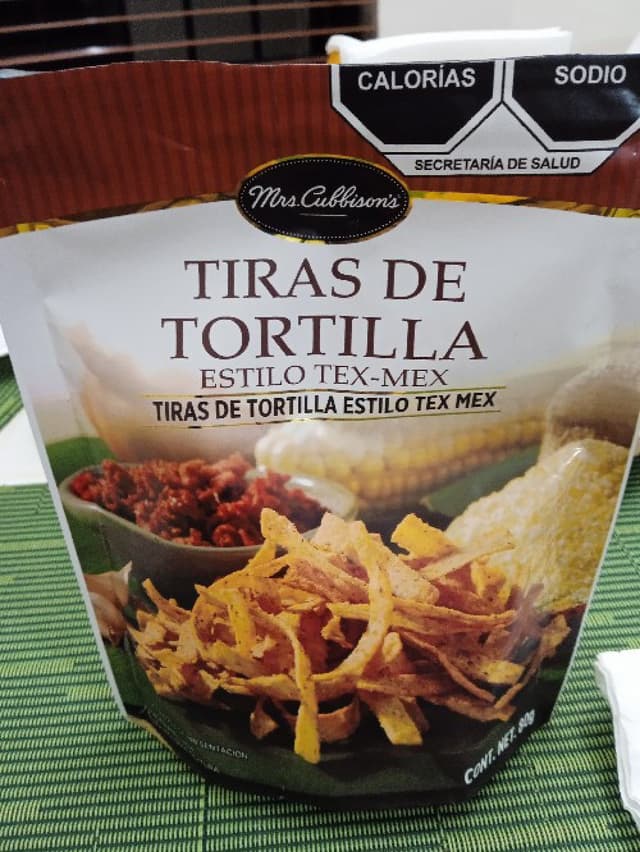 CALORÍAS
SODIO
SECRETARÍA DE SALUD
Mrs. Cubbison's
TIRAS DE
TORTILLA
ESTILO TEX-MEX
TIRAS DE TORTILLA ESTILO TEX MEX
CONT. NET. 80g